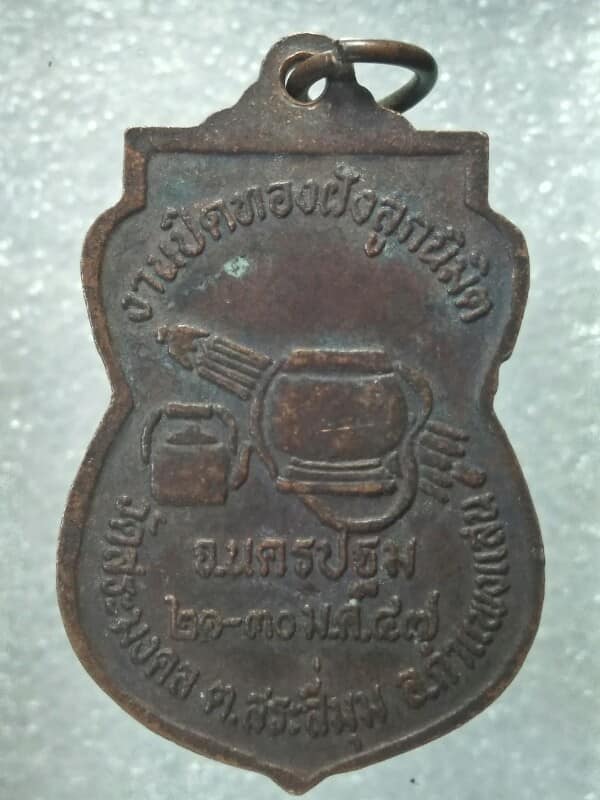 งานปิดทองฝังลูกนิมิต
จ.นครปฐม
๒๑-๓๐ ม.ค.๔๗
วัดสระมงคล ต.สระสี่มุม อ.กำแพงแสน